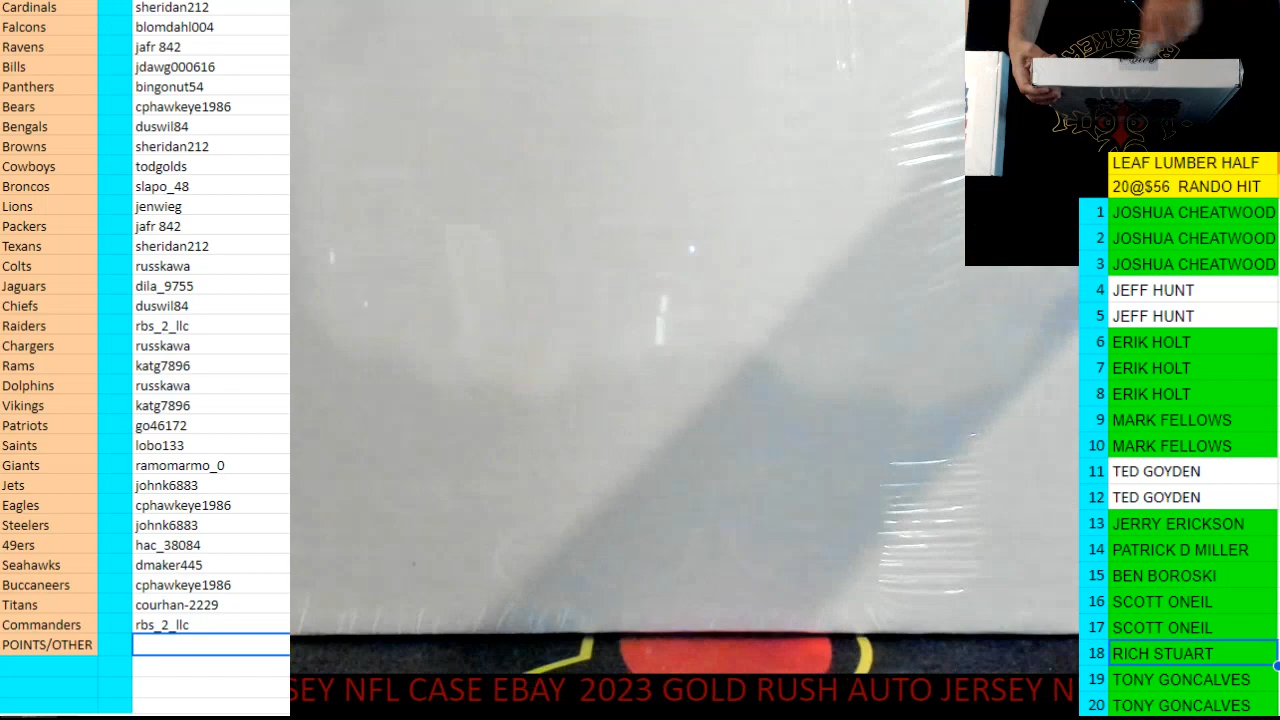 Cardinals sheridan212
Falcons blomdahl004
Ravens jafr 842
Bills jdawg000616
Panthers bingonut54
Bears cphawkeye1986
Bengals duswil84
Browns sheridan212
Cowboys todgolds
Broncos slapo_48
Lions jenwieg
Packers jafr 842
Texans sheridan212
Colts russkawa
Jaguars dila_9755
Chiefs duswil84
Raiders rbs_2_llc
Chargers russkawa
Rams katg7896
Dolphins russkawa
Vikings katg7896
Patriots go46172
Saints lobo133
Giants ramomarmo_0
Jets johnk6883
Eagles cphawkeye1986
Steelers johnk6883
49ers hac_38084
Seahawks dmaker445
Buccaneers cphawkeye1986
Titans courhan-2229
Commanders rbs_2_llc
POINTS/OTHER
LEAF LUMBER HALF
20@$56 RANDO HIT
1 JOSHUA CHEATWOOD
2 JOSHUA CHEATWOOD
3 JOSHUA CHEATWOOD
4 JEFF HUNT
5 JEFF HUNT
6 ERIK HOLT
7 ERIK HOLT
8 ERIK HOLT
9 MARK FELLOWS
10 MARK FELLOWS
11 TED GOYDEN
12 TED GOYDEN
13 JERRY ERICKSON
14 PATRICK D MILLER
15 BEN BOROSKI
16 SCOTT ONEIL
17 SCOTT ONEIL
18 RICH STUART
19 TONY GONCALVES
20 TONY GONCALVES
SEY NFL CASE EBAY 2023 GOLD RUSH AUTO JERSEY N